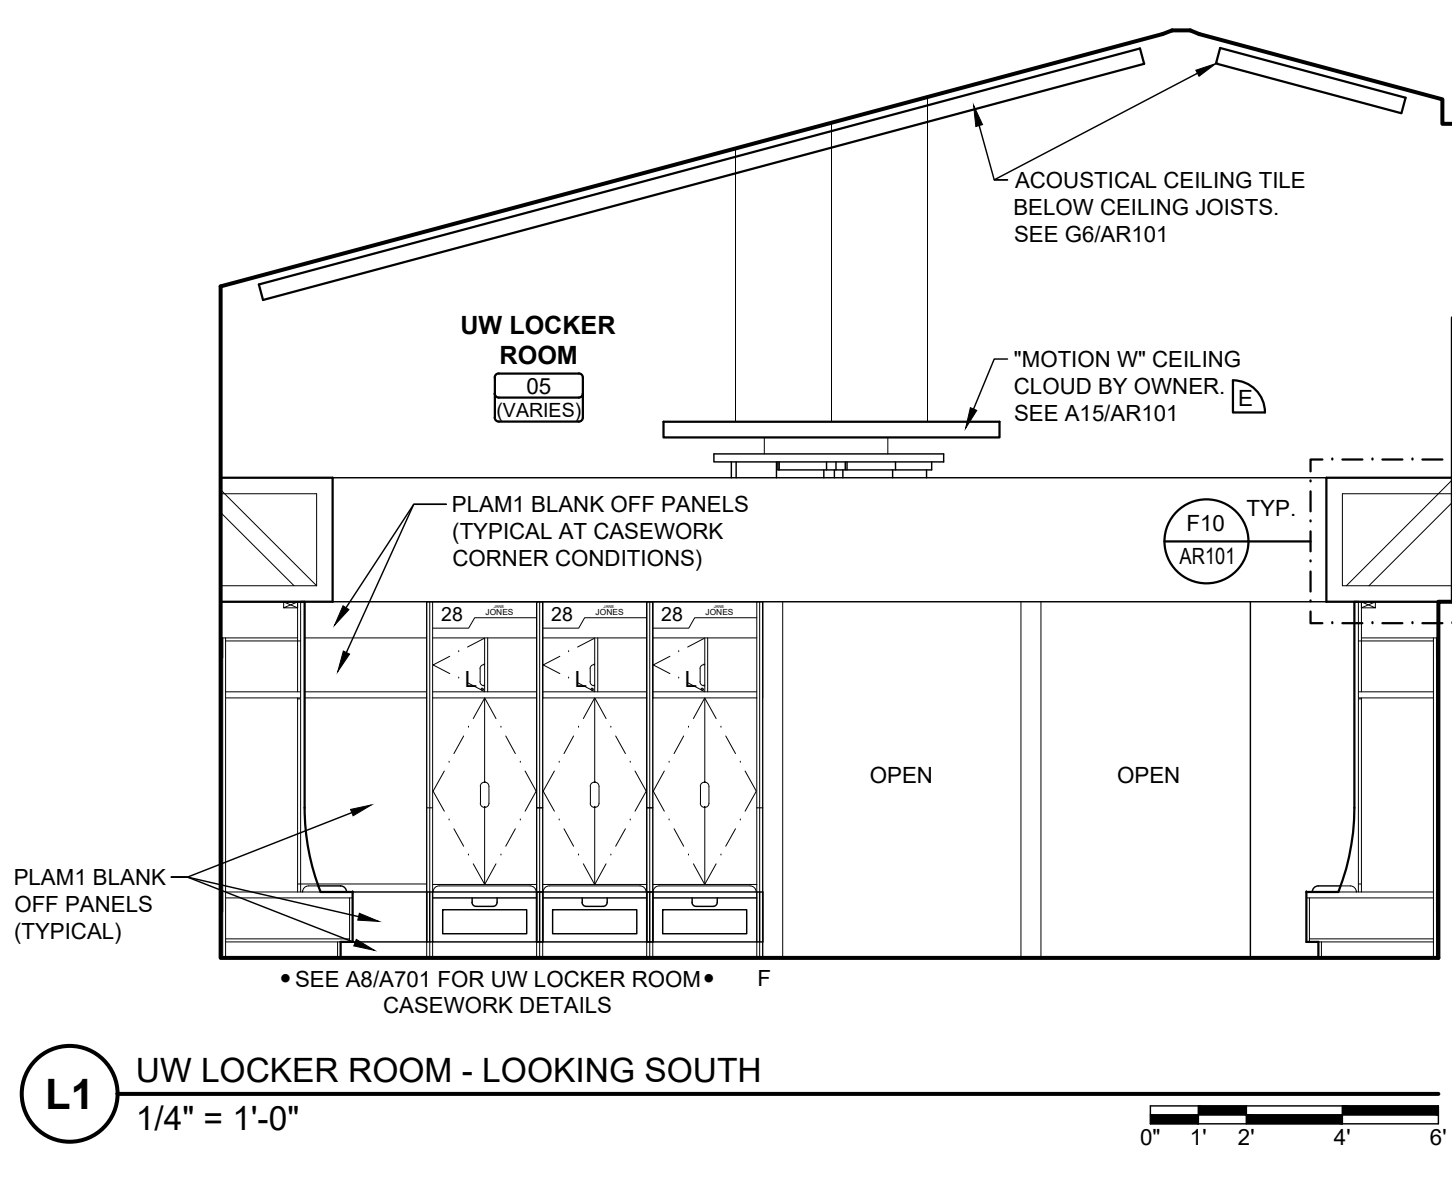 ACOUSTICAL CEILING TILE
BELOW CEILING JOISTS.
SEE G6/AR101
UW LOCKER
ROOM
05
(VARIES)
"MOTION W" CEILING
CLOUD BY OWNER.
SEE A15/AR101
E
PLAM1 BLANK OFF PANELS
(TYPICAL AT CASEWORK
CORNER CONDITIONS)
F10
AR101
TYP.
28
JANE
JONES
28
JANE
JONES
28
JANE
JONES
L
L
L
OPEN
OPEN
PLAM1 BLANK
OFF PANELS
(TYPICAL)
• SEE A8/A701 FOR UW LOCKER ROOM •
CASEWORK DETAILS
F
L1
UW LOCKER ROOM - LOOKING SOUTH
1/4" = 1'-0"
0" 1' 2' 4' 6'